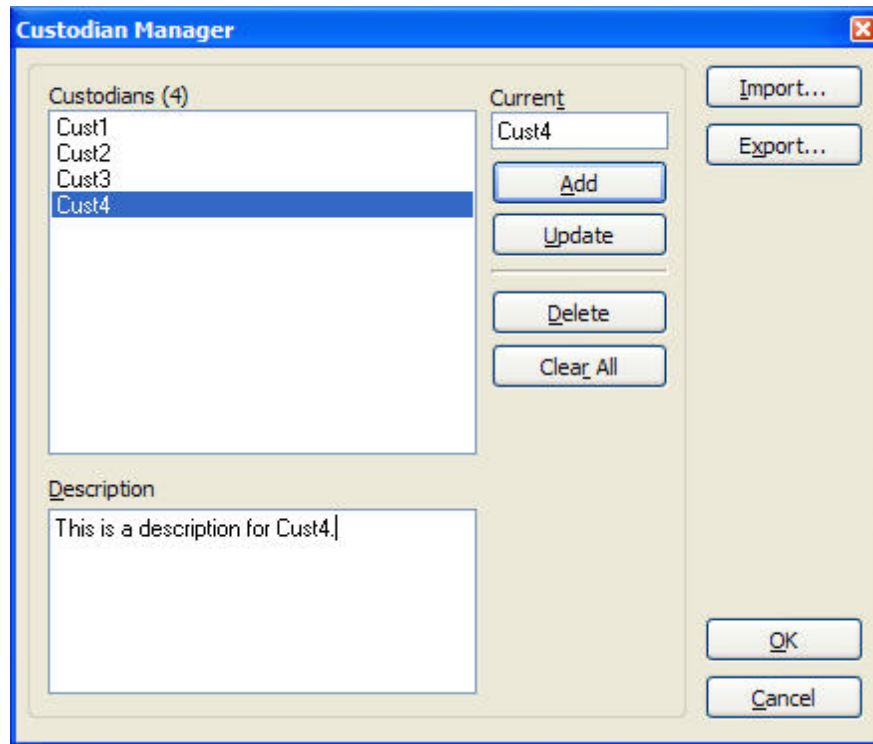 Custodian Manager
Custodians (4)
Cust1
Cust2
Cust3
Cust4
Current
Cust4
Add
Update
Delete
Clear All
Import...
Export...
Description
This is a description for Cust4.
OK
Cancel